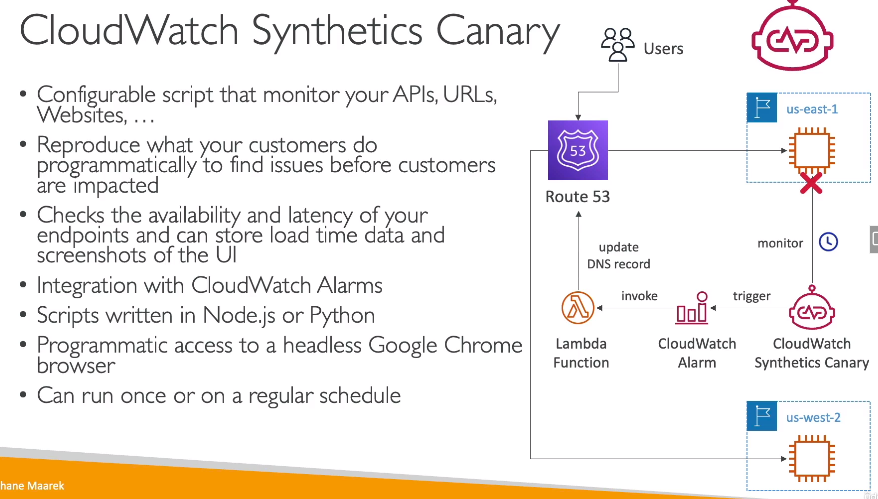 CloudWatch Synthetics Canary
• Configurable script that monitor your APIs, URLs,
Websites, …
• Reproduce what your customers do
programmatically to find issues before customers
are impacted
• Checks the availability and latency of your
endpoints and can store load time data and
screenshots of the UI
• Integration with CloudWatch Alarms
• Scripts written in Node.js or Python
• Programmatic access to a headless Google Chrome
browser
• Can run once or on a regular schedule
Users
53
Route 53
us-east-1
update
DNS record
monitor
invoke
trigger
Lambda
Function
CloudWatch
Alarm
CloudWatch
Synthetics Canary
us-west-2
hane Maarek